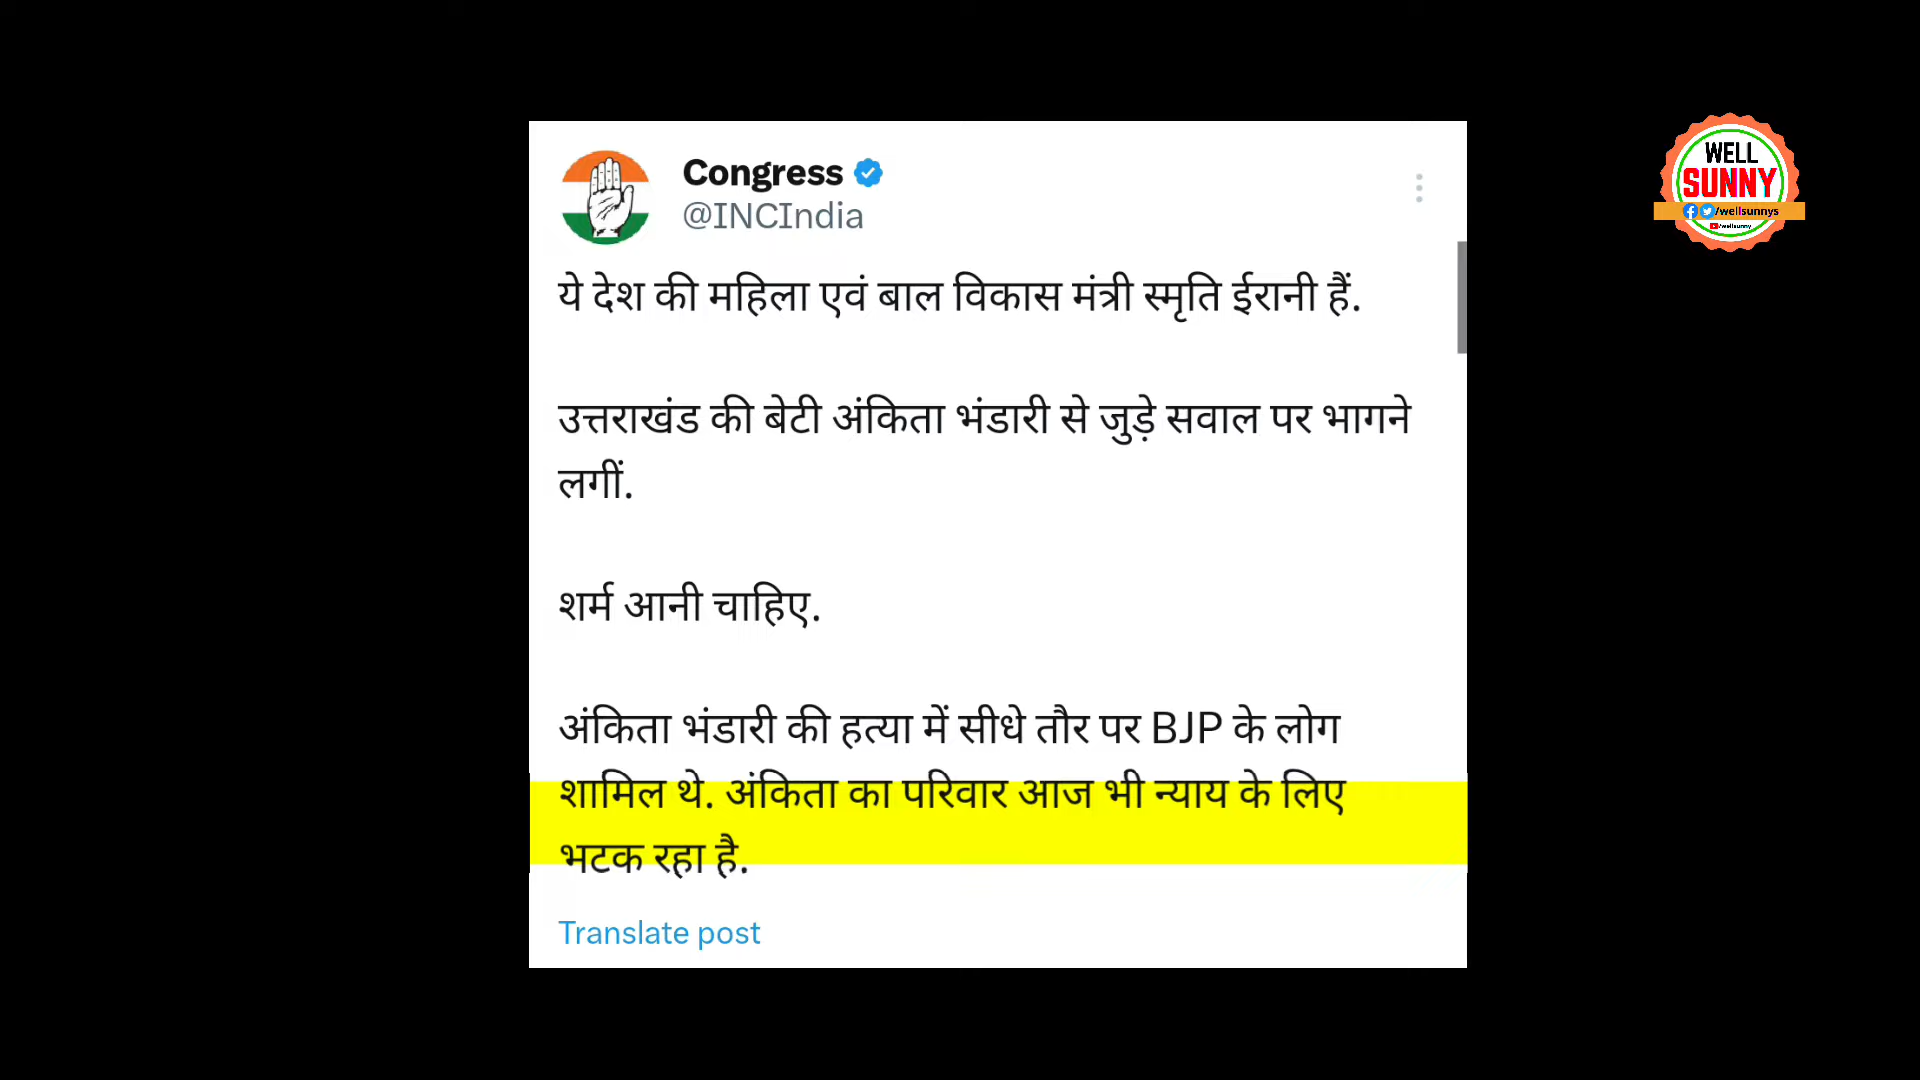 Congress
@INCIndia
ये देश की महिला एवं बाल विकास मंत्री स्मृति ईरानी हैं.
उत्तराखंड की बेटी अंकिता भंडारी से जुड़े सवाल पर भागने
लगीं.
शर्म आनी चाहिए.
अंकिता भंडारी की हत्या में सीधे तौर पर BJP के लोग
शामिल थे. अंकिता का परिवार आज भी न्याय के लिए
भटक रहा है.
Translate post
WELL
SUNNY
/wellsunnys
/wellsunny